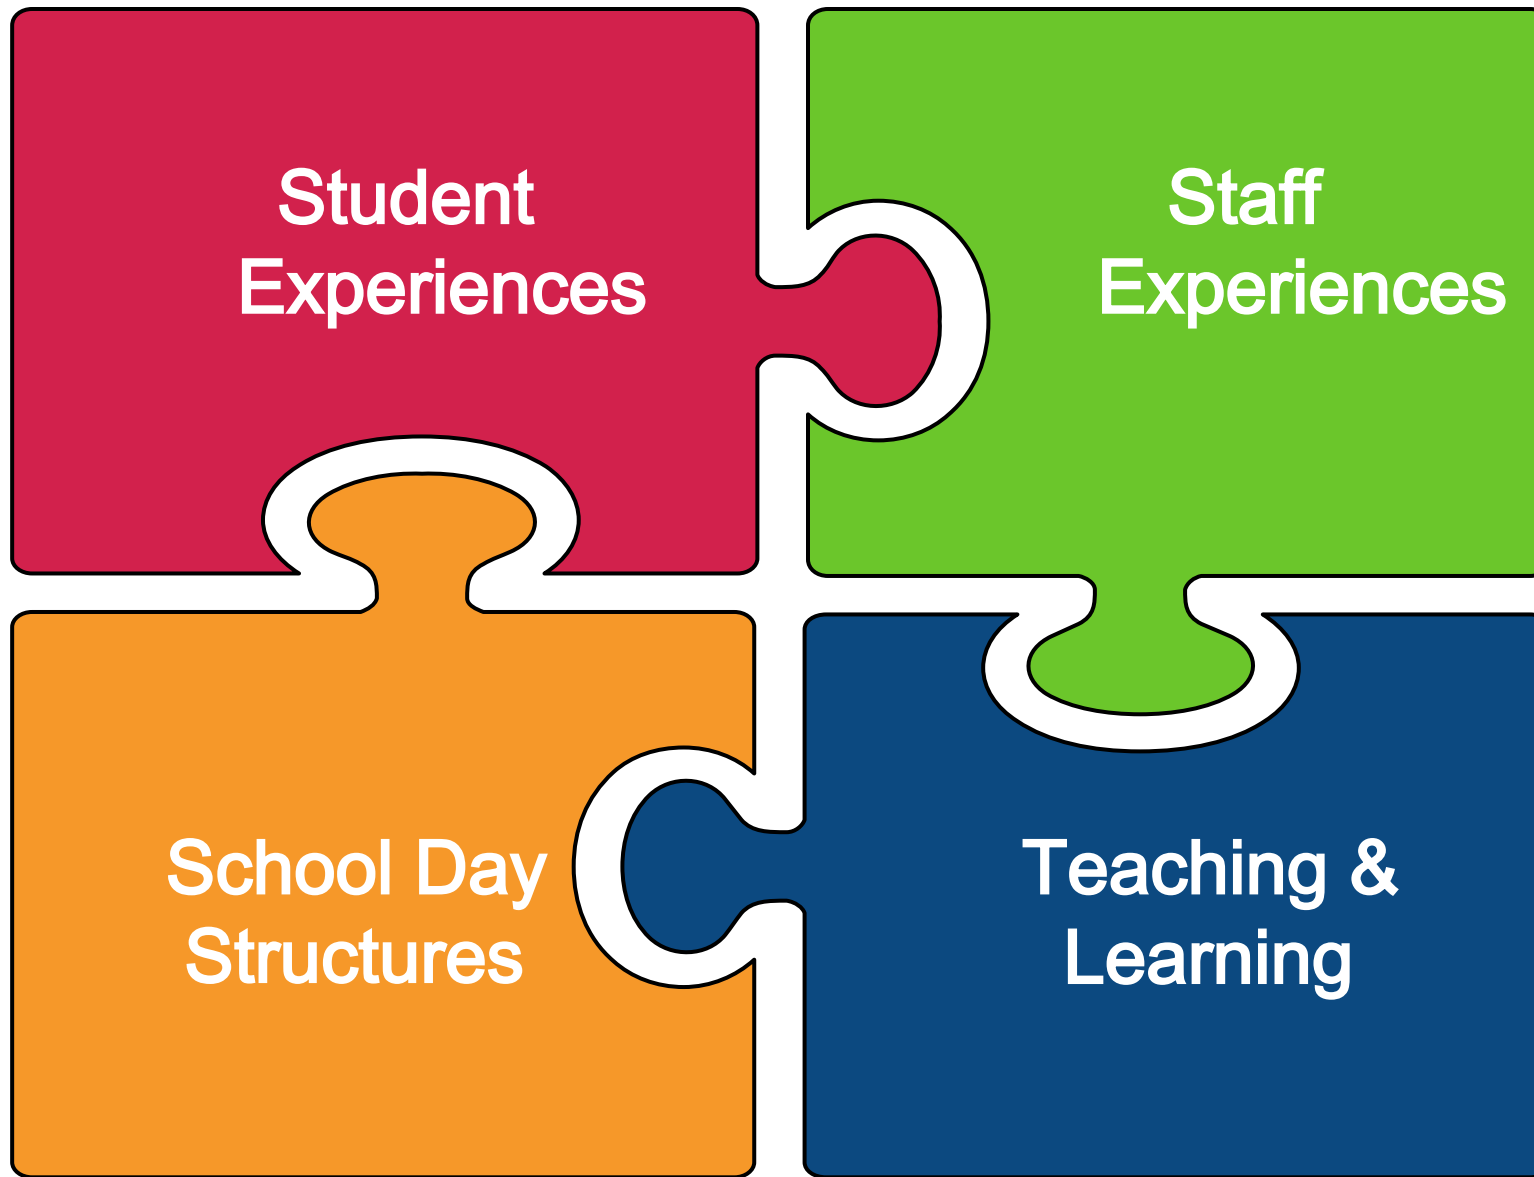 Student
Experiences
Staff
Experiences
School Day
Structures
Teaching &
Learning